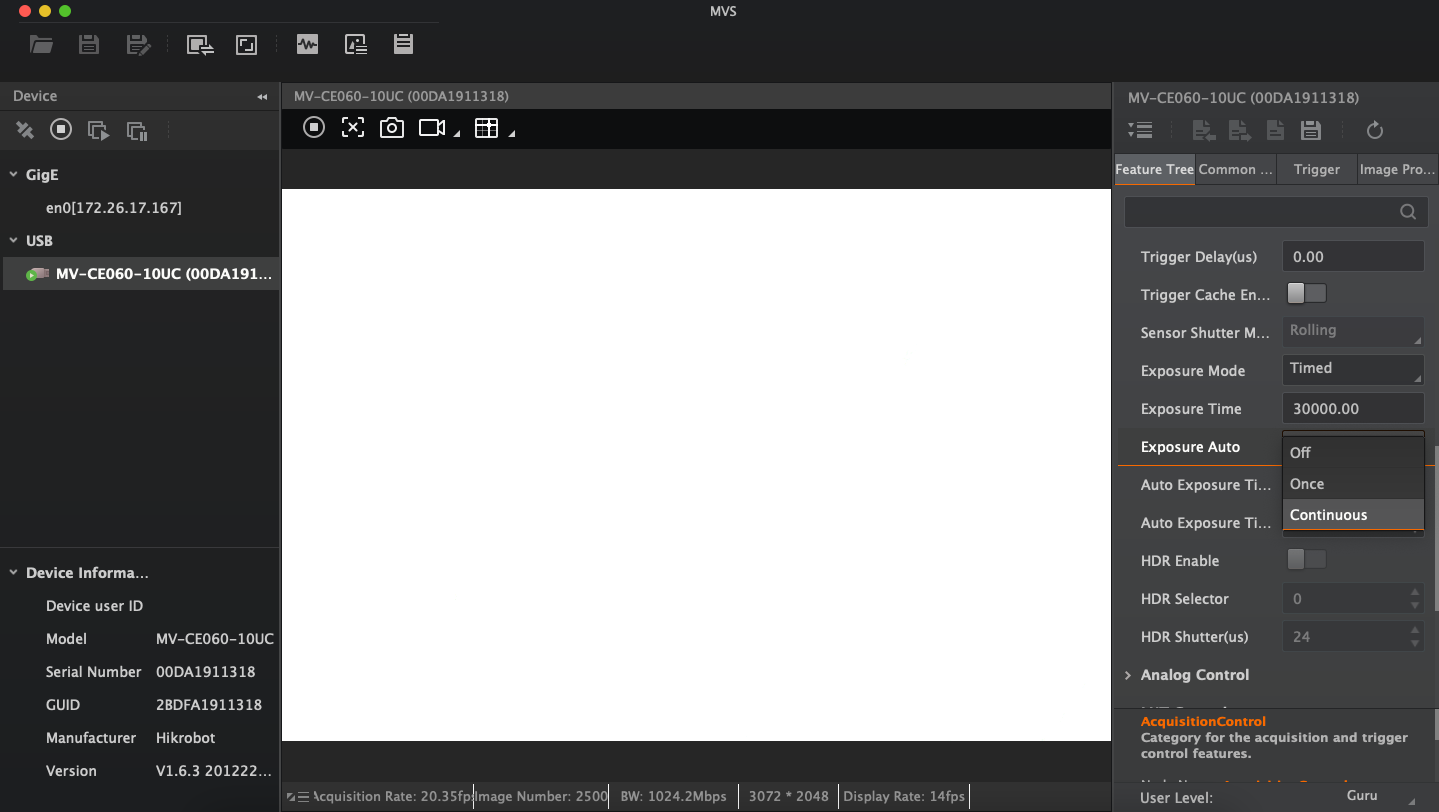 MVS
Device
MV-CE060-10UC (00DA1911318)
MV-CE060-10UC (00DA1911318)
Feature Tree
Common ...
Trigger
Image Pro...
GigE
en0[172.26.17.167]
USB
MV-CE060-10UC (00DA191...
Trigger Delay(us) 0.00
Trigger Cache En...
Sensor Shutter M... Rolling
Exposure Mode Timed
Exposure Time 30000.00
Exposure Auto
Off
Once
Continuous
Auto Exposure Ti...
Auto Exposure Ti...
HDR Enable
HDR Selector 0
HDR Shutter(us) 24
Analog Control
AcquisitionControl
Category for the acquisition and trigger
control features.
User Level: Guru
Device Informa...
Device user ID
Model MV-CE060-10UC
Serial Number 00DA1911318
GUID 2BDFA1911318
Manufacturer Hikrobot
Version V1.6.3 201222...
Acquisition Rate: 20.35fps
Image Number: 2500
BW: 1024.2Mbps
3072 * 2048
Display Rate: 14fps